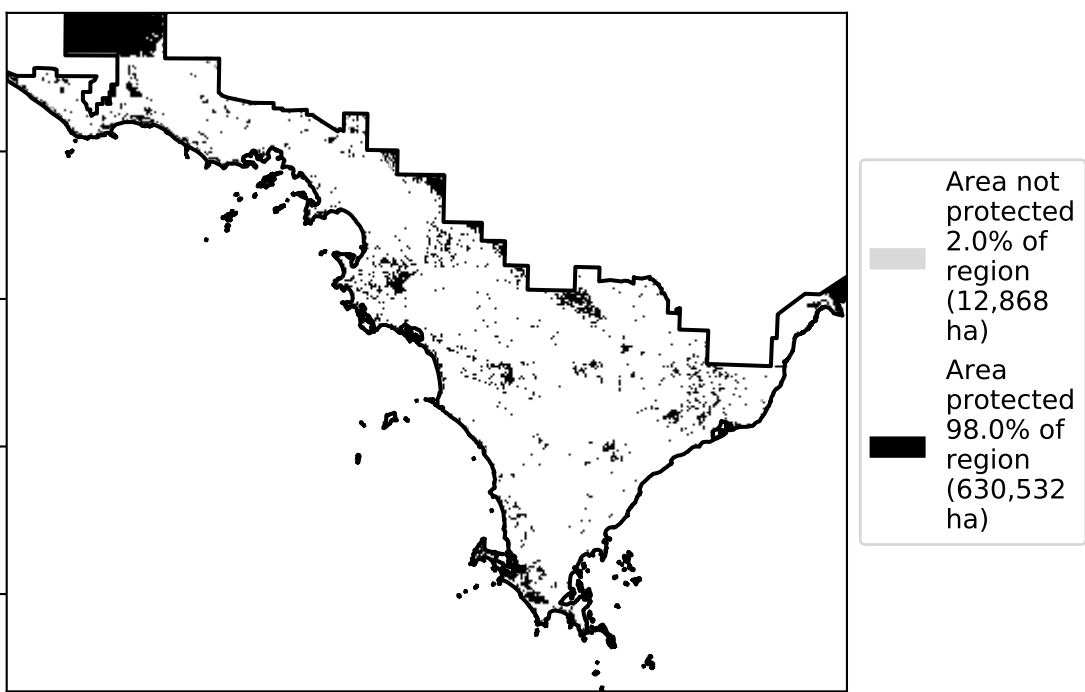 Area not
protected
2.0% of
region
(12,868
ha)
Area
protected
98.0% of
region
(630,532
ha)